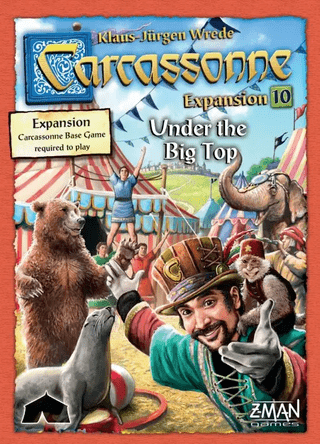 Klaus-Jürgen Wrede
Carcassonne
Expansion 10
Expansion
Carcassonne Base Game
required to play
Under the
Big Top
Z-MAN
games